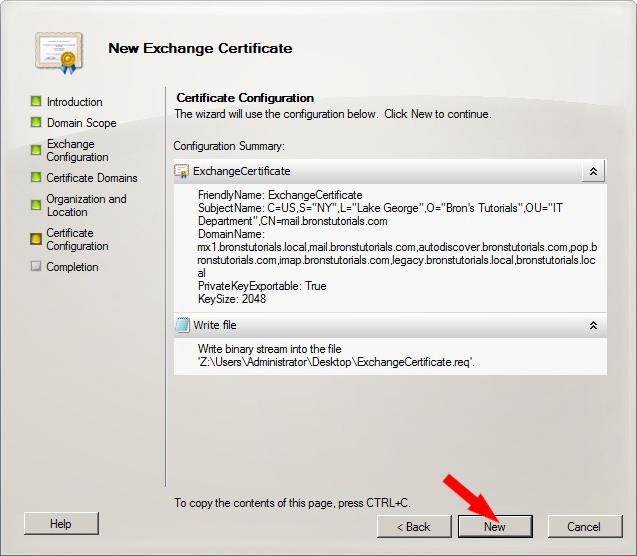 New Exchange Certificate
Introduction
Domain Scope
Exchange
Configuration
Certificate Domains
Organization and
Location
Certificate
Configuration
Completion
Certificate Configuration
The wizard will use the configuration below.  Click New to continue.
Configuration Summary:
ExchangeCertificate
FriendlyName: ExchangeCertificate
SubjectName: C=US,S="NY",L="Lake George",O="Bron's Tutorials",OU="IT
Department",CN=mail.bronstutorials.com
DomainName:
mx1.bronstutorials.local,mail.bronstutorials.com,autodiscover.bronstutorials.com,pop.b
ronstutorials.com,imap.bronstutorials.com,legacy.bronstutorials.local,bronstutorials.loc
al
PrivateKeyExportable: True
KeySize: 2048
Write file
Write binary stream into the file
'Z:\Users\Administrator\Desktop\ExchangeCertificate.req'.
To copy the contents of this page, press CTRL+C.
Help
< Back
New
Cancel